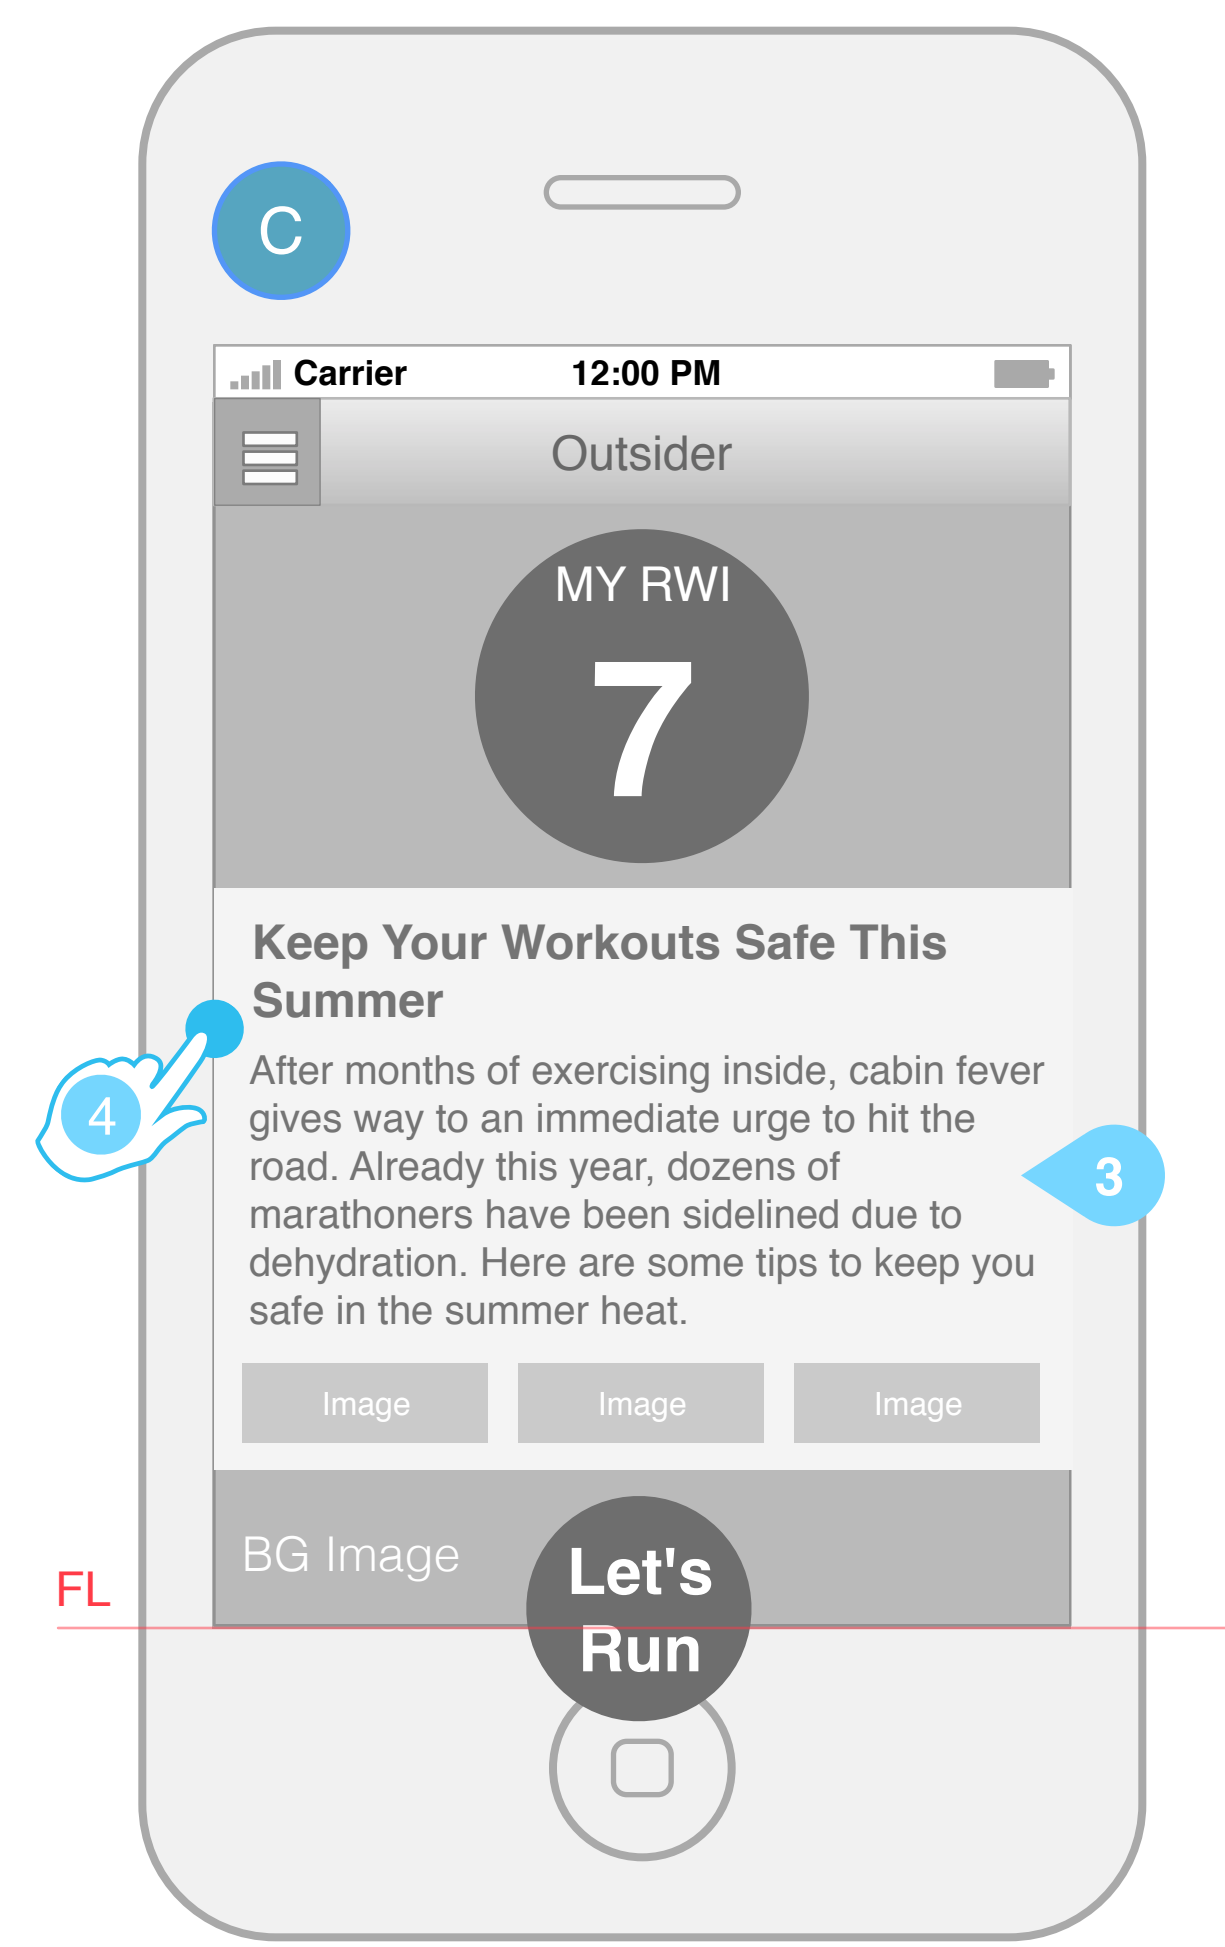 C
Carrier 12:00 PM
Outsider
MY RWI
7
Keep Your Workouts Safe This
Summer
After months of exercising inside, cabin fever
gives way to an immediate urge to hit the
road. Already this year, dozens of
marathoners have been sidelined due to
dehydration. Here are some tips to keep you
safe in the summer heat.
4
3
Image Image Image
BG Image
Let's
Run
FL